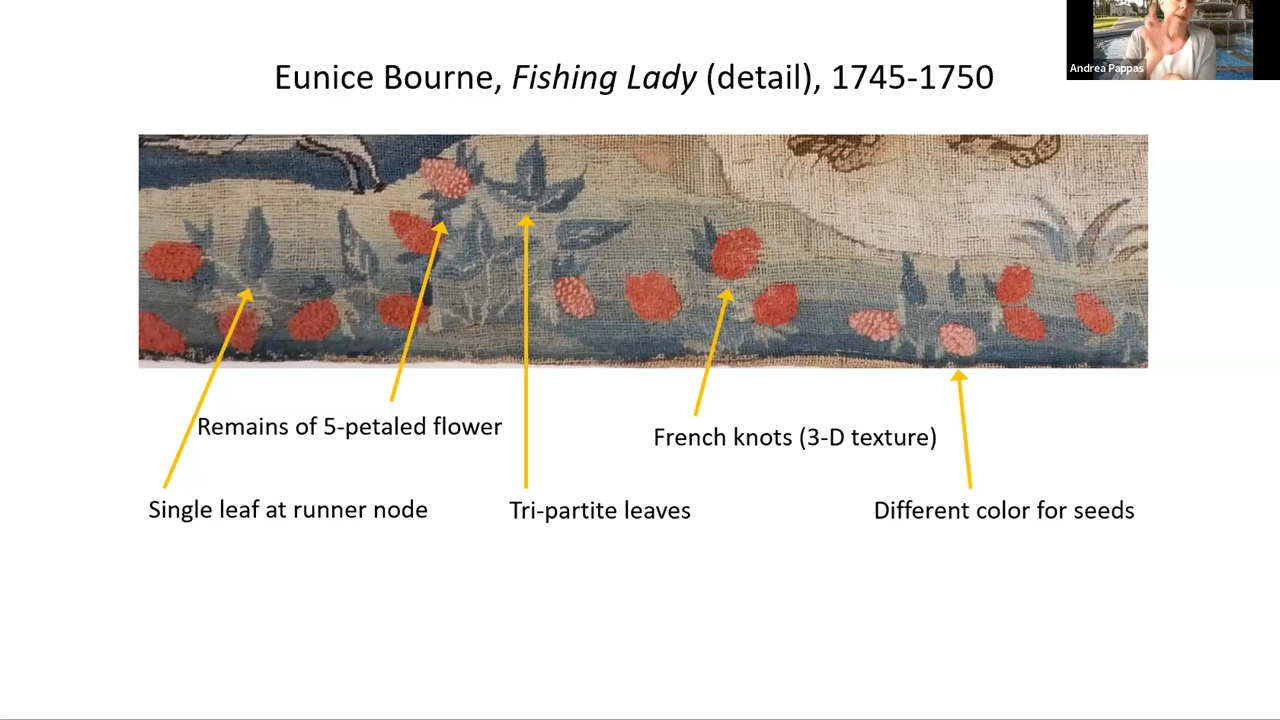 Andrea Pappas
Eunice Bourne, Fishing Lady (detail), 1745-1750
Remains of 5-petaled flower
French knots (3-D texture)
Single leaf at runner node
Tri-partite leaves
Different color for seeds